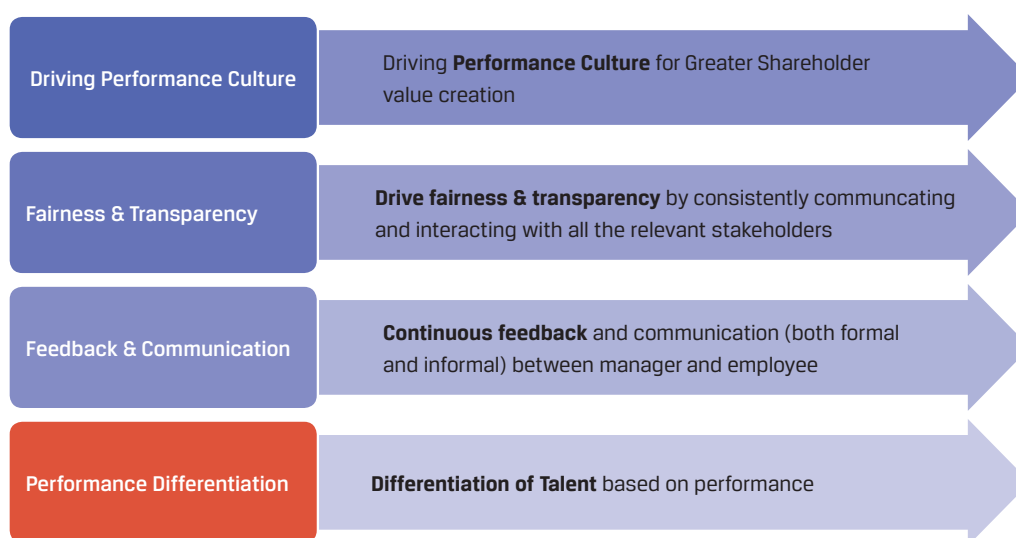 Driving Performance Culture
Driving Performance Culture for Greater Shareholder
value creation
Fairness & Transparency
Drive fairness & transparency by consistently communcating
and interacting with all the relevant stakeholders
Feedback & Communication
Continuous feedback and communication (both formal
and informal) between manager and employee
Performance Differentiation
Differentiation of Talent based on performance